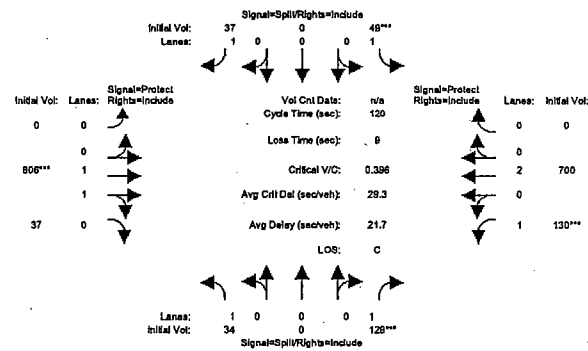 Signal=Split/Rights=Include
Initial Vol: 37 0 49***
Lanes: 1 0 0 0 1
Signal=Protect
Rights=Include
Initial Vol: Lanes:
Vol Cnt Date: n/a
Cycle Time (sec): 120
Signal=Protect
Rights=Include
Lanes: Initial Vol:
0 0
Loss Time (sec): 9
0 0
0
0
806*** 1
Critical V/C: 0.396
2 700
1
Avg Crit Del (sec/veh): 29.3
0
37 0
Avg Delay (sec/veh): 21.7
1 130***
LOS: C
Lanes: 1 0 0 0 1
Initial Vol: 34 0 128***
Signal=Split/Rights=Include